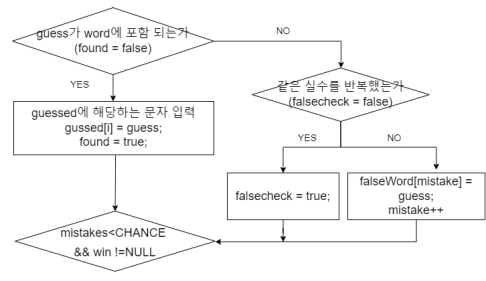 guess가 word에 포함 되는가
(found = false)
NO
YES
같은 실수를 반복했는가
(falsecheck = false)
guessed에 해당하는 문자 입력
gussed[i] = guess;
found = true;
YES
NO
falsecheck = true;
falseWord[mistake] =
guess;
mistake++
mistakes<CHANCE
&& win !=NULL